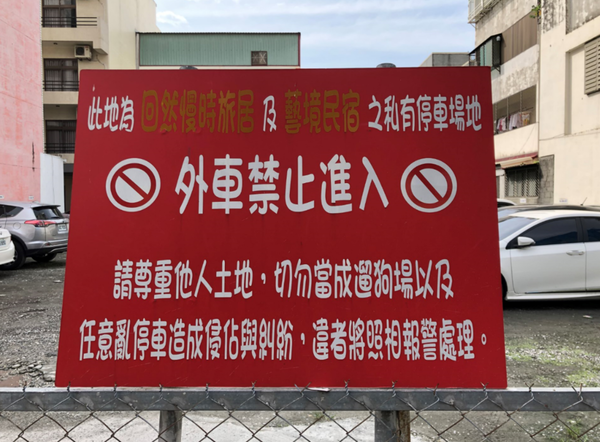 此地為 回然慢時旅居 及 藝境民宿 之私有停車場地
外車禁止進入
請尊重他人土地，切勿當成遛狗場以及
任意亂停車造成侵佔與糾紛，違者將照相報警處理。